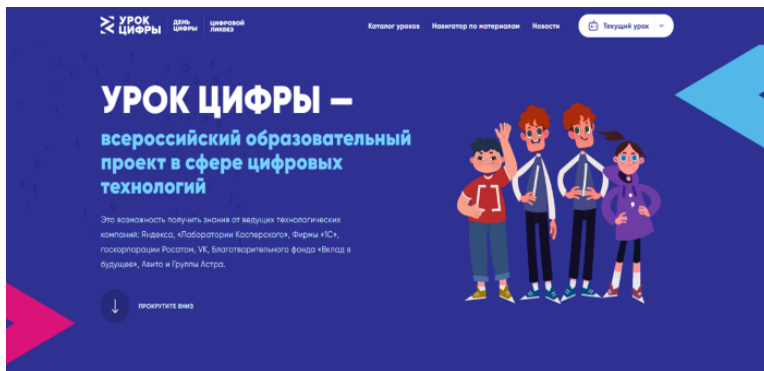 УРОК ЦИФРЫ
ДЕНЬ ЦИФРЫ
ЦИФРОВОЙ ЛИКБЕЗ
Каталог уроков Навигатор по материалам Новости Текущий урок
УРОК ЦИФРЫ —
всероссийский образовательный
проект в сфере цифровых
технологий
Это возможность получить знания от ведущих технологических
компаний: Яндекса, «Лаборатории Касперского», Фирмы «1С»,
госкорпорации Росатом, VK, Благотворительного фонда «Вклад в
будущее», Авито и Группы Астра.
ПРОКРУТИТЕ ВНИЗ